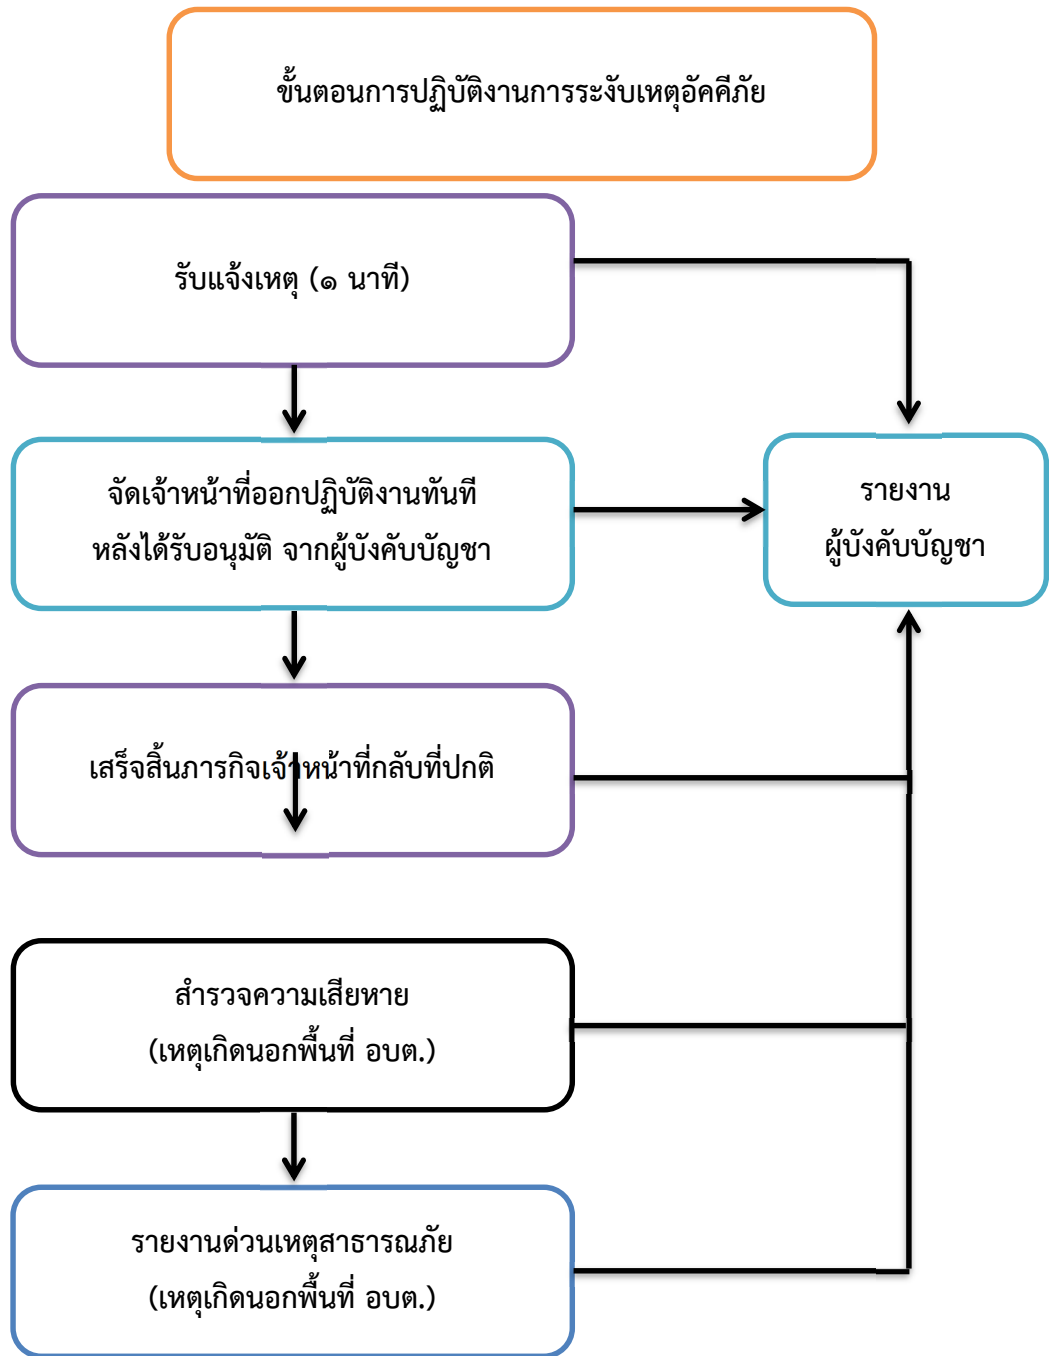 ขั้นตอนการปฏิบัติงานการระงับเหตุอัคคีภัย
รับแจ้งเหตุ (๑ นาที)
จัดเจ้าหน้าที่ออกปฏิบัติงานทันที
หลังได้รับอนุมัติ จากผู้บังคับบัญชา
รายงาน
ผู้บังคับบัญชา
เสร็จสิ้นภารกิจเจ้าหน้าที่กลับที่ปกติ
สำรวจความเสียหาย
(เหตุเกิดนอกพื้นที่ อบต.)
รายงานด่วนเหตุสาธารณภัย
(เหตุเกิดนอกพื้นที่ อบต.)